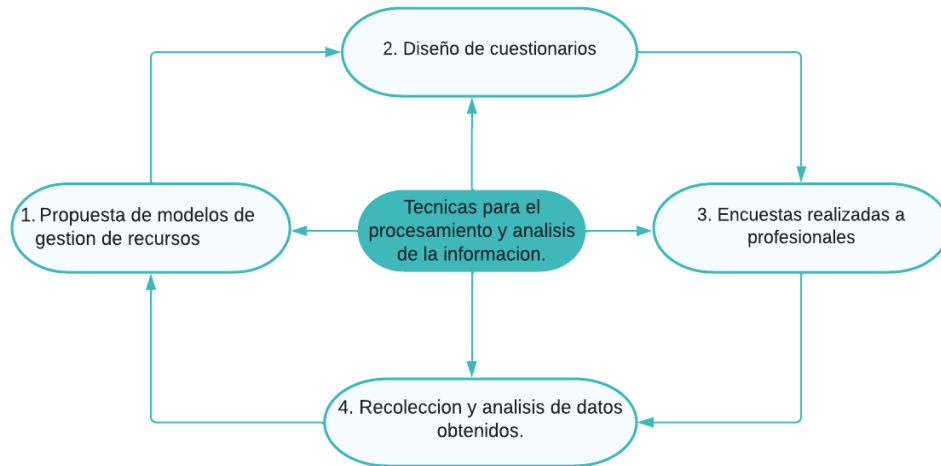 2. Diseño de cuestionarios
1. Propuesta de modelos de
gestion de recursos
Tecnicas para el
procesamiento y analisis
de la informacion.
3. Encuestas realizadas a
profesionales
4. Recoleccion y analisis de datos
obtenidos.